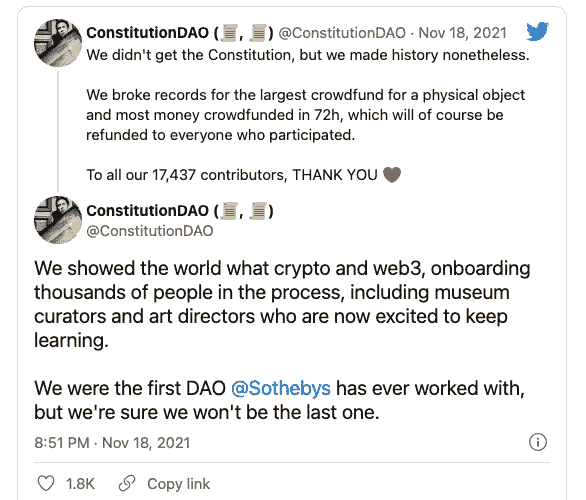 ConstitutionDAO (📜, 📜) @ConstitutionDAO · Nov 18, 2021
We didn't get the Constitution, but we made history nonetheless.
We broke records for the largest crowdfund for a physical object
and most money crowdfunded in 72h, which will of course be
refunded to everyone who participated.
To all our 17,437 contributors, THANK YOU 🖤
ConstitutionDAO (📜, 📜)
@ConstitutionDAO
We showed the world what crypto and web3, onboarding
thousands of people in the process, including museum
curators and art directors who are now excited to keep
learning.
We were the first DAO @Sothebys has ever worked with,
but we're sure we won't be the last one.
8:51 PM · Nov 18, 2021
1.8K Copy link